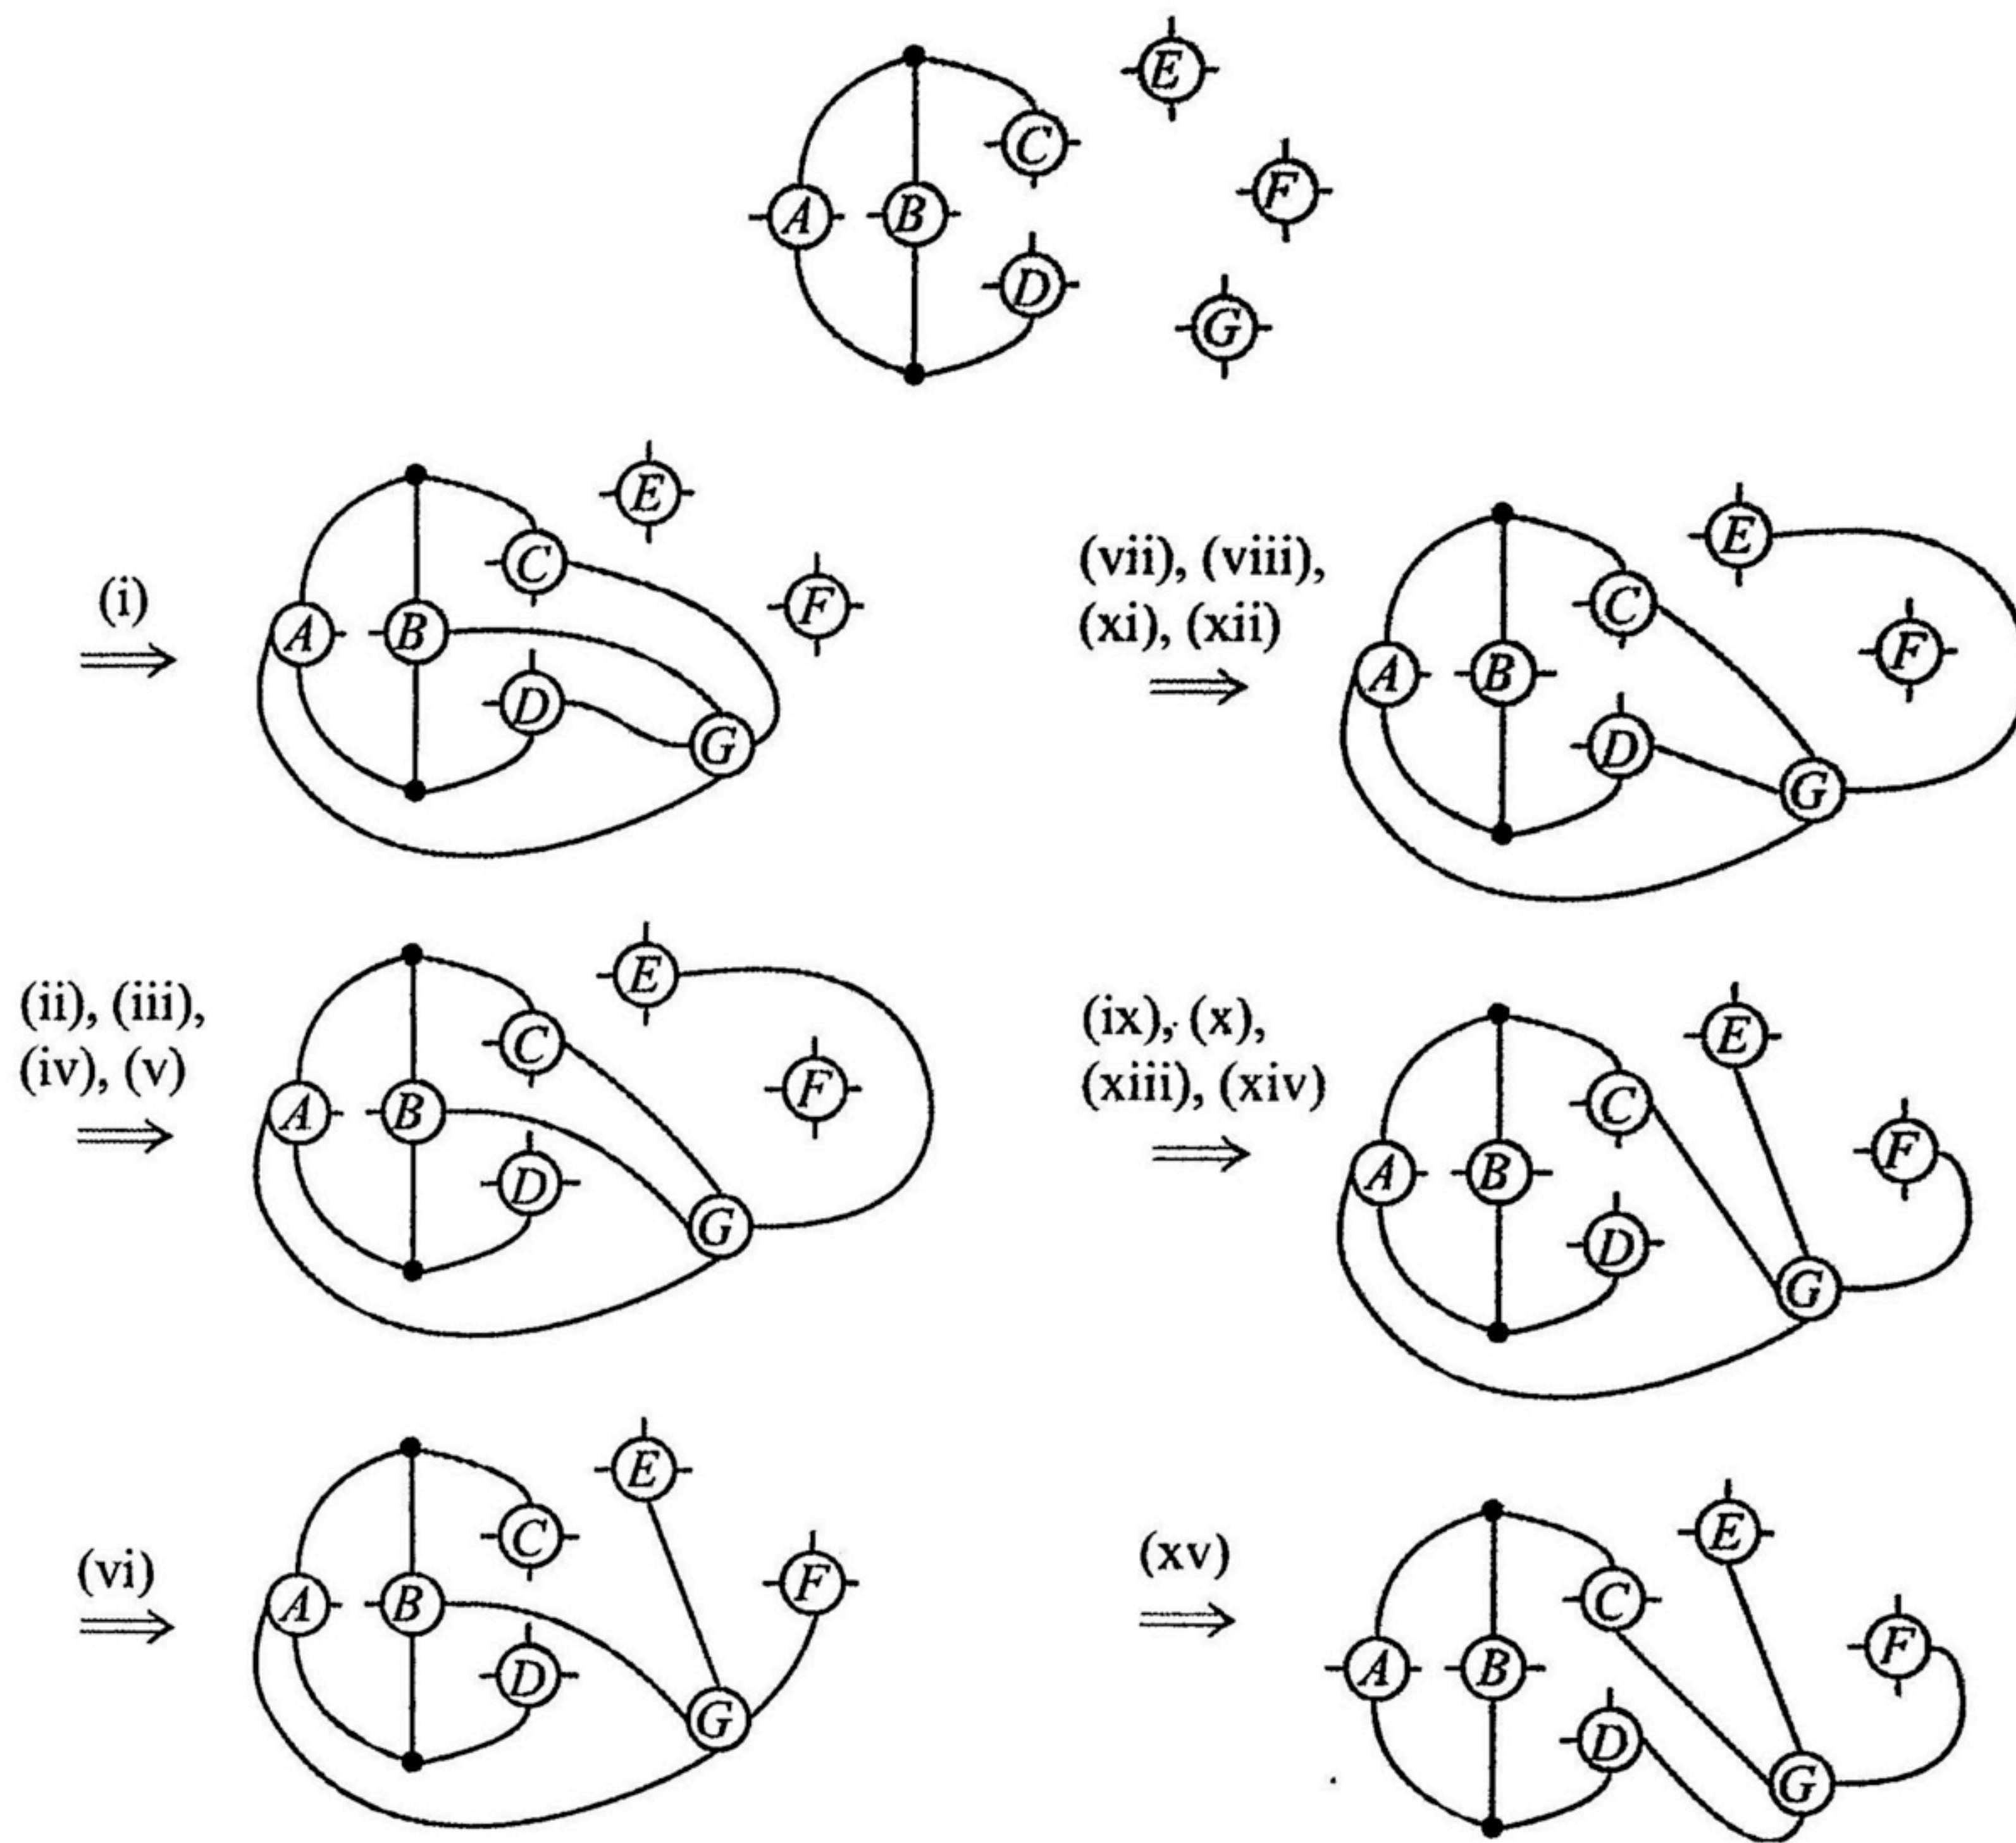 E
C
F
A B
D
G
E
C
F
(i)
A B
D
G
(vii), (viii),
(xi), (xii)
E
C
F
A B
D
G
(ii), (iii),
(iv), (v)
E
C
F
A B
D
G
(ix), (x),
(xiii), (xiv)
E
C
F
A B
D
G
(vi)
E
C
F
A B
D
G
(xv)
E
C
F
A B
D
G